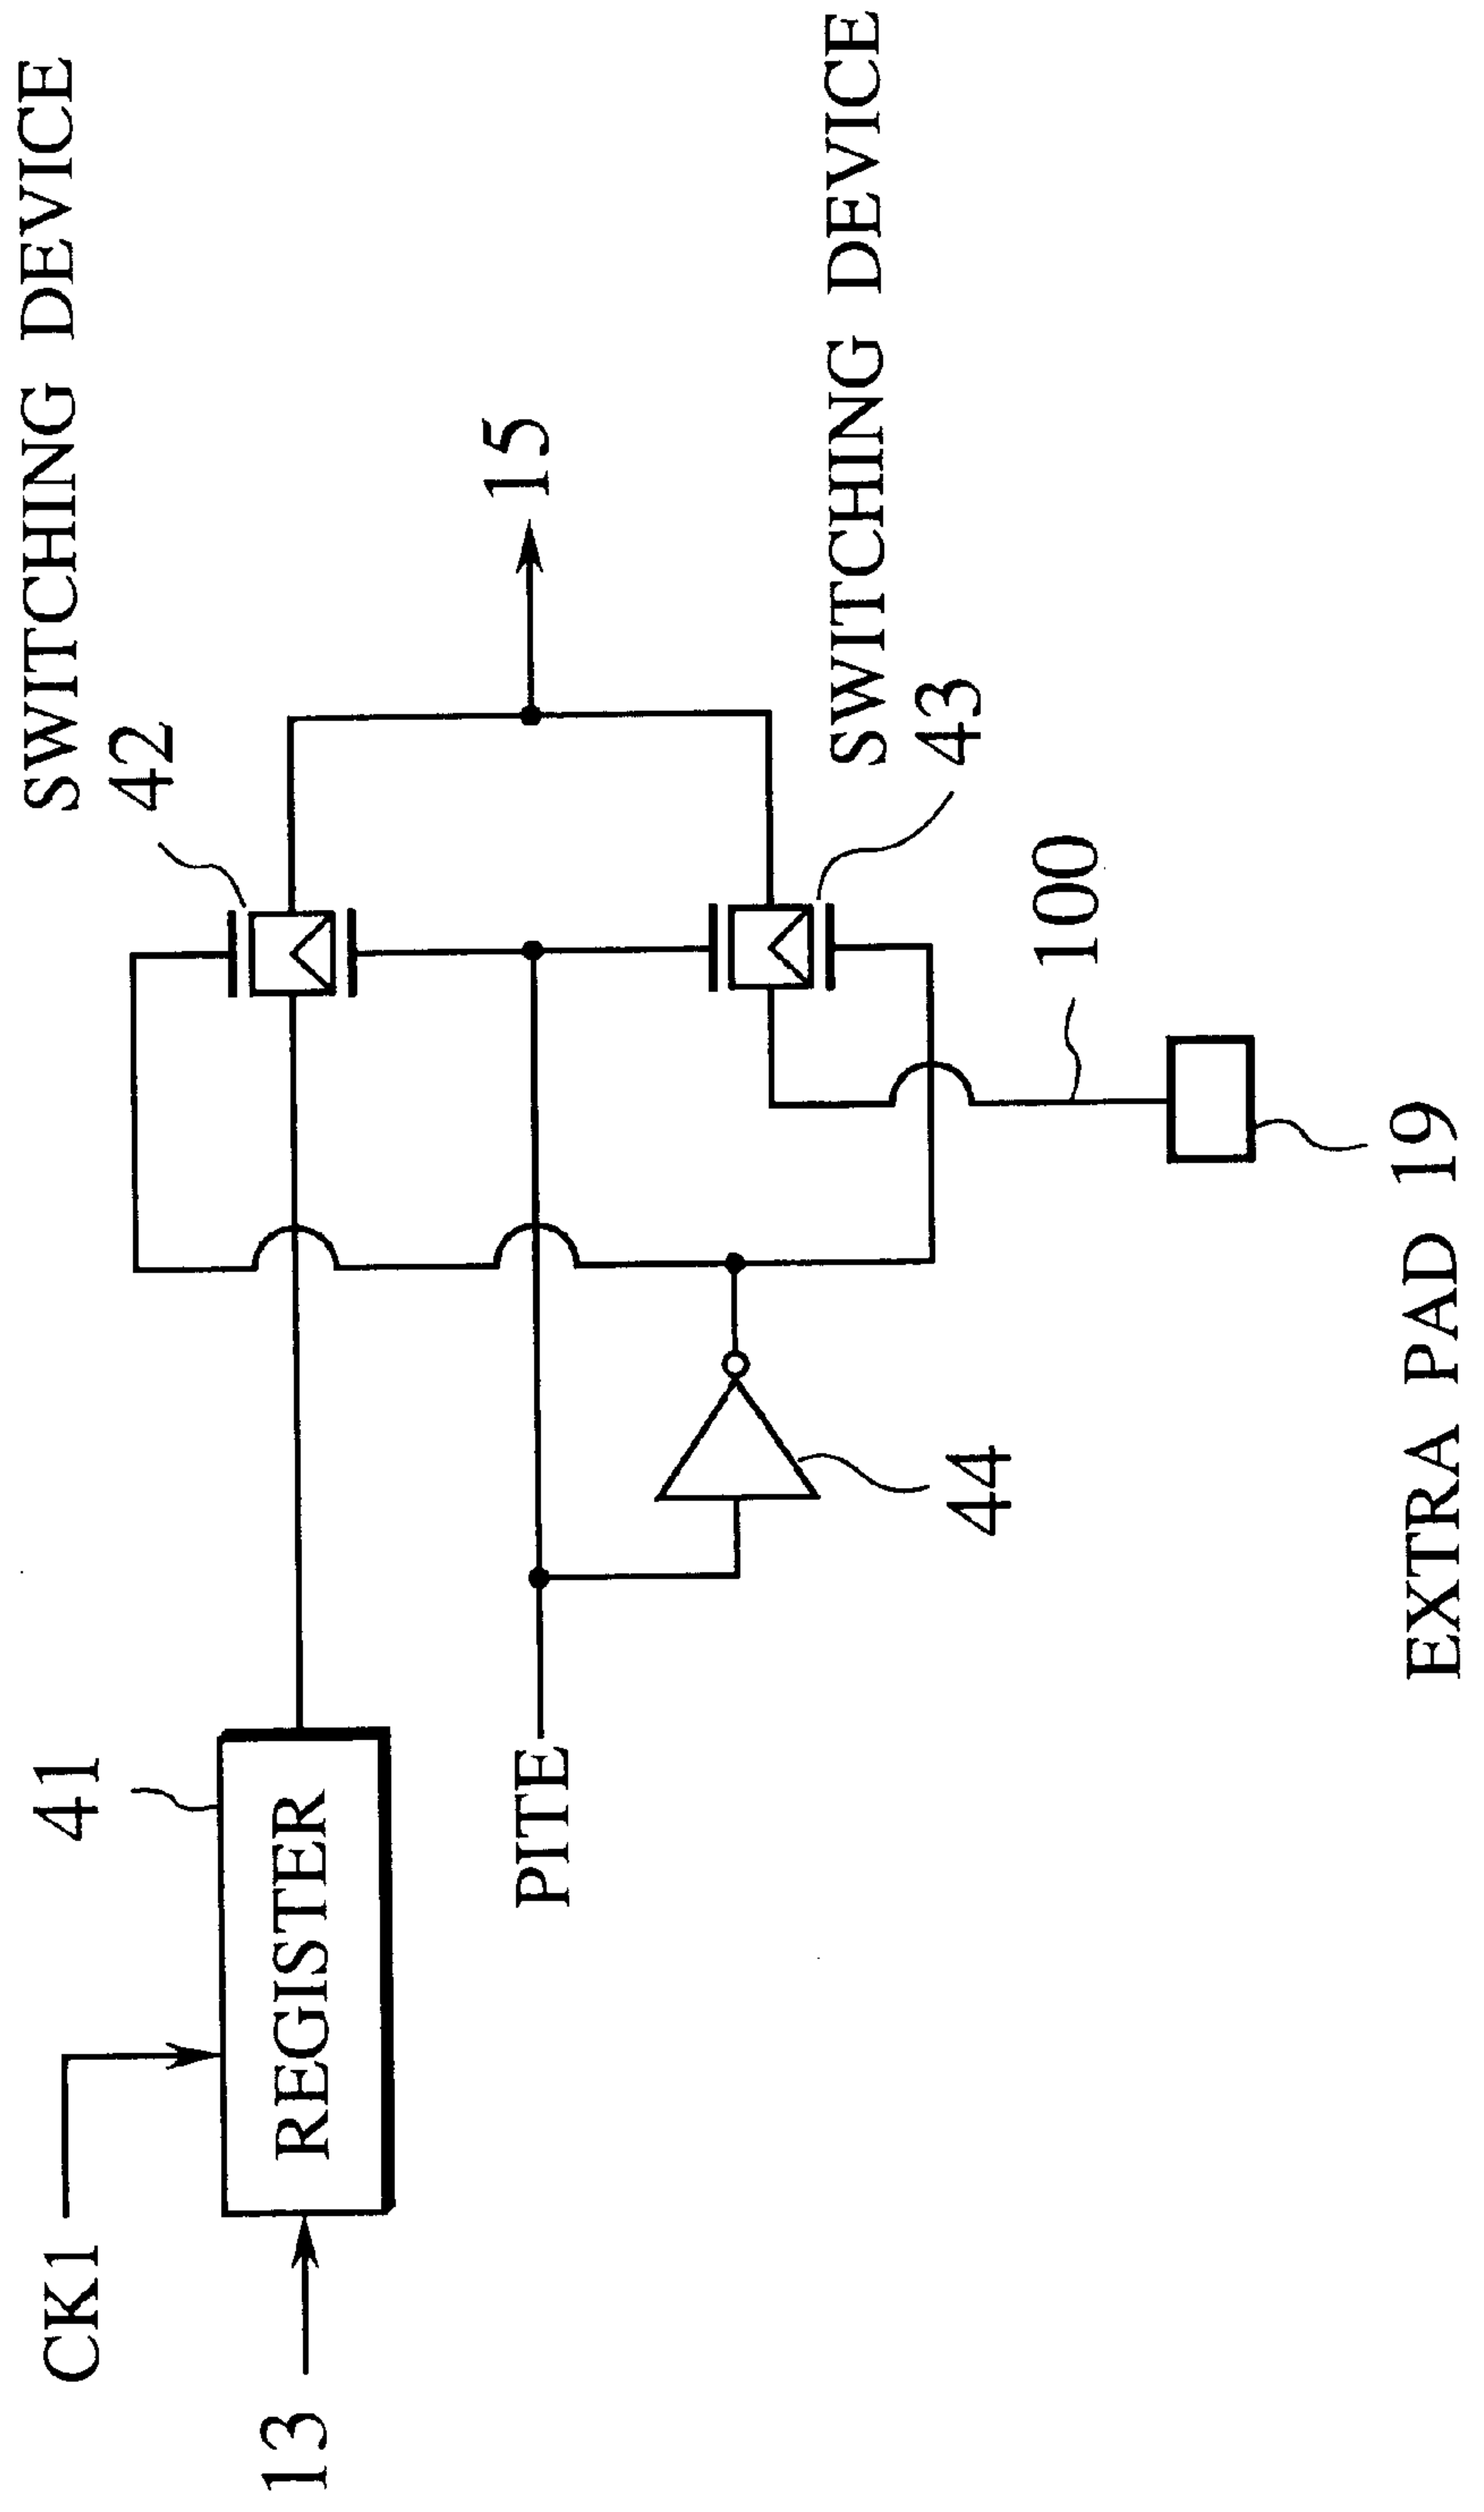 SWITCHING DEVICE
42
CK1
41
13
REGISTER
15
PITE
SWITCHING DEVICE
43
44
100
EXTRA PAD 19